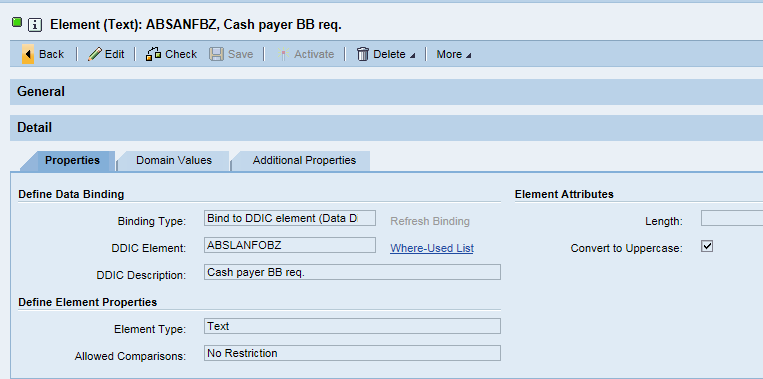 Element (Text): ABSANFBZ, Cash payer BB req.
Back Edit Check Save Activate Delete More
General
Detail
Properties Domain Values Additional Properties
Define Data Binding Element Attributes
Binding Type: Bind to DDIC element (Data D Refresh Binding Length:
DDIC Element: ABSLANFOBZ Where-Used List Convert to Uppercase:
DDIC Description: Cash payer BB req.
Define Element Properties
Element Type: Text
Allowed Comparisons: No Restriction